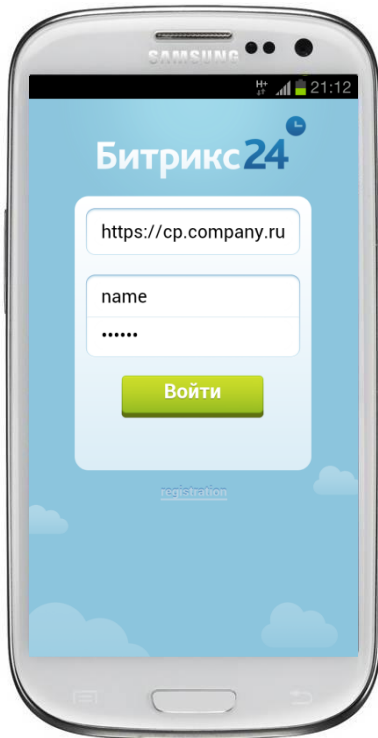 SAMSUNG
H+ 21:12
Битрикс24
https://cp.company.ru
name
••••••
Войти
registration